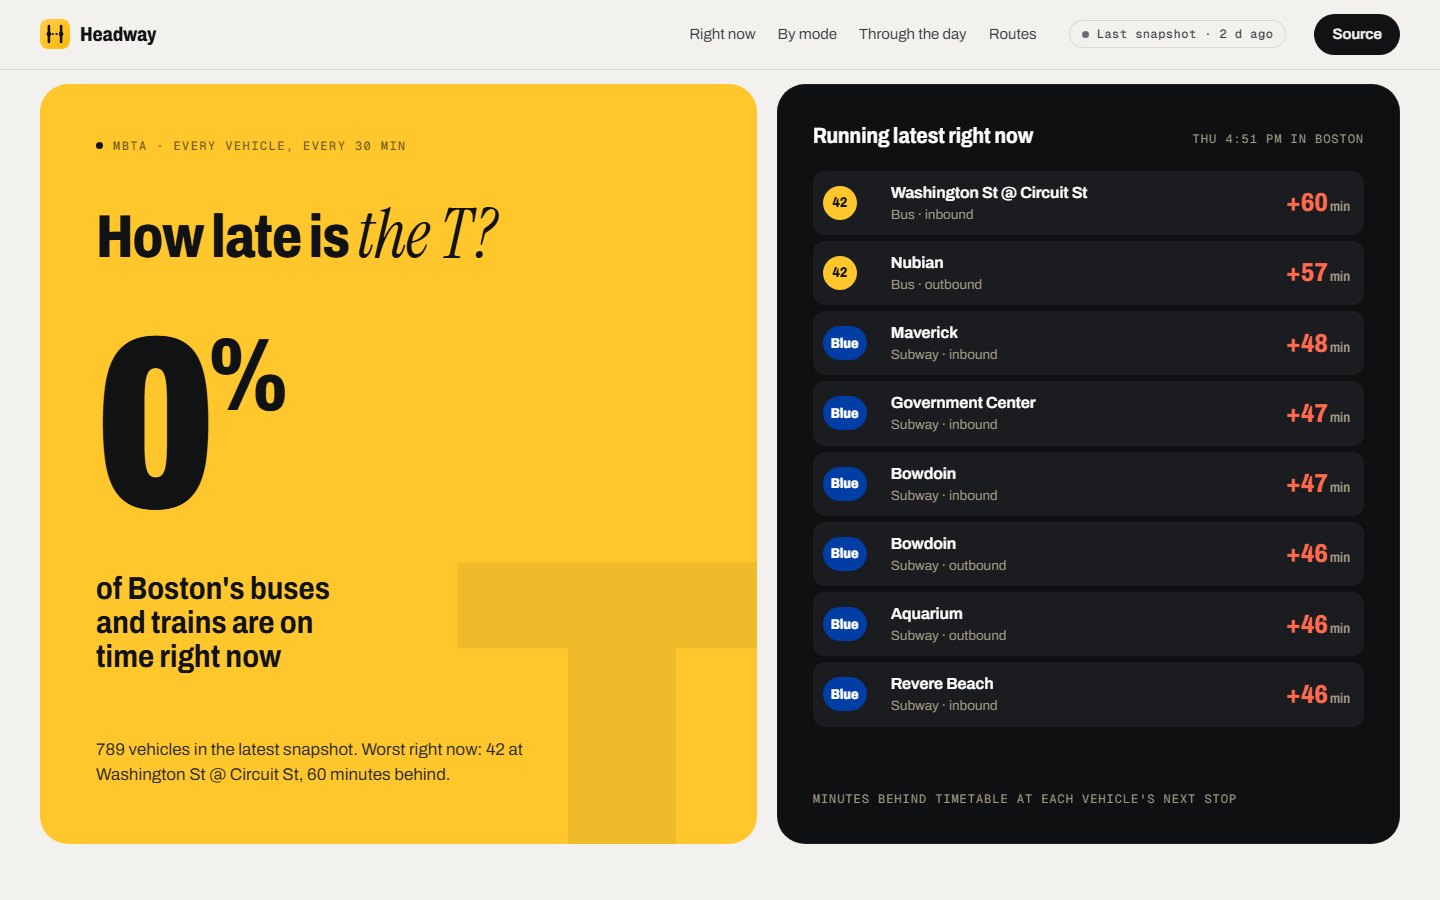 Headway
Right now
By mode
Through the day
Routes
Last snapshot · 2 d ago
Source
MBTA · EVERY VEHICLE, EVERY 30 MIN
How late is the T?
0%
of Boston's buses
and trains are on
time right now
789 vehicles in the latest snapshot. Worst right now: 42 at
Washington St @ Circuit St, 60 minutes behind.
T
Running latest right now
THU 4:51 PM IN BOSTON
42
Washington St @ Circuit St
Bus · inbound
+60 min
42
Nubian
Bus · outbound
+57 min
Blue
Maverick
Subway · inbound
+48 min
Blue
Government Center
Subway · inbound
+47 min
Blue
Bowdoin
Subway · inbound
+47 min
Blue
Bowdoin
Subway · outbound
+46 min
Blue
Aquarium
Subway · outbound
+46 min
Blue
Revere Beach
Subway · inbound
+46 min
MINUTES BEHIND TIMETABLE AT EACH VEHICLE'S NEXT STOP